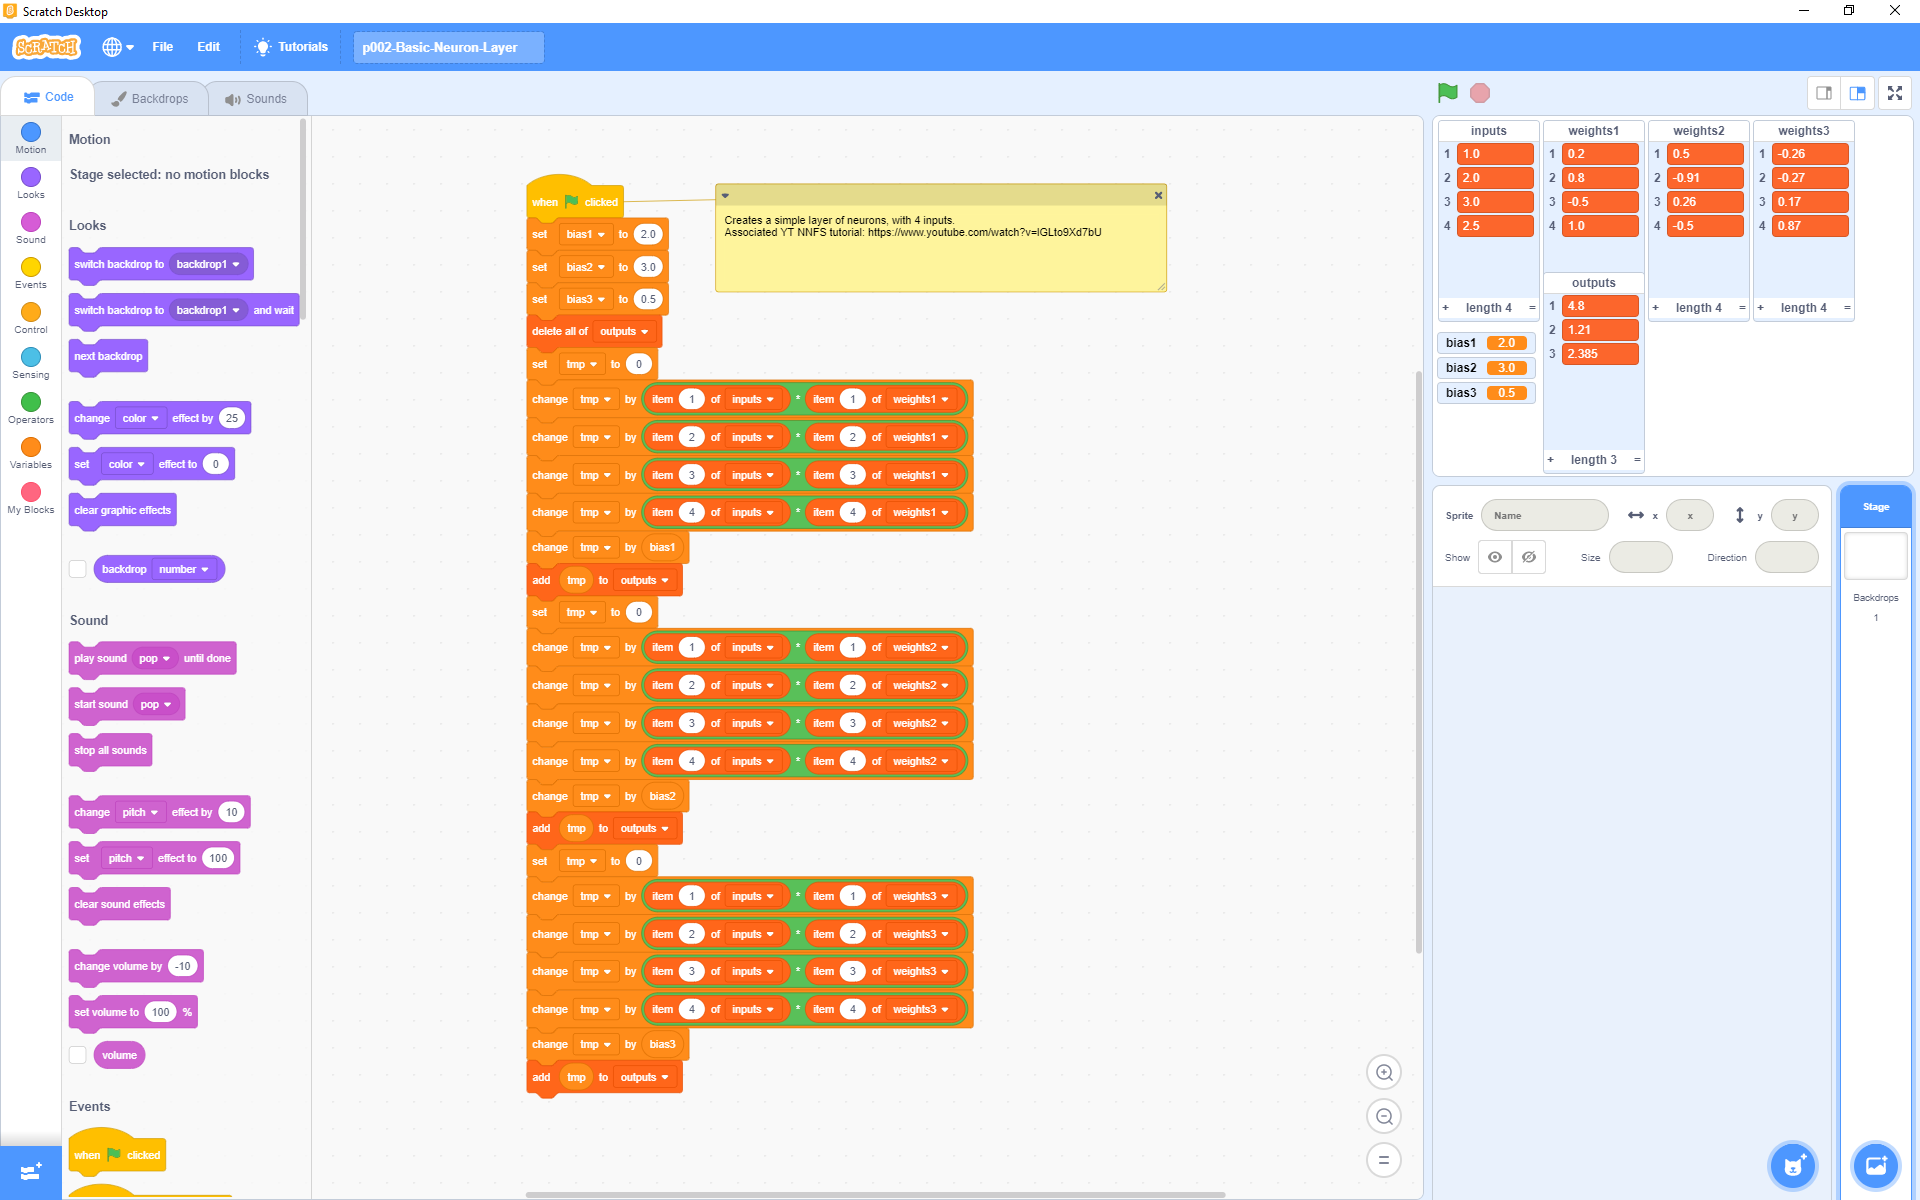 Scratch Desktop
SCRATCH File Edit Tutorials p002-Basic-Neuron-Layer
Code Backdrops Sounds
Motion
Looks
Sound
Events
Control
Sensing
Operators
Variables
My Blocks
Motion
Stage selected: no motion blocks
Looks
switch backdrop to backdrop1
switch backdrop to backdrop1 and wait
next backdrop
change color effect by 25
set color effect to 0
clear graphic effects
backdrop number
Sound
play sound pop until done
start sound pop
stop all sounds
change pitch effect by 10
set pitch effect to 100
clear sound effects
change volume by -10
set volume to 100 %
volume
Events
when clicked
when clicked
set bias1 to 2.0
set bias2 to 3.0
set bias3 to 0.5
delete all of outputs
set tmp to 0
change tmp by item 1 of inputs * item 1 of weights1
change tmp by item 2 of inputs * item 2 of weights1
change tmp by item 3 of inputs * item 3 of weights1
change tmp by item 4 of inputs * item 4 of weights1
change tmp by bias1
add tmp to outputs
set tmp to 0
change tmp by item 1 of inputs * item 1 of weights2
change tmp by item 2 of inputs * item 2 of weights2
change tmp by item 3 of inputs * item 3 of weights2
change tmp by item 4 of inputs * item 4 of weights2
change tmp by bias2
add tmp to outputs
set tmp to 0
change tmp by item 1 of inputs * item 1 of weights3
change tmp by item 2 of inputs * item 2 of weights3
change tmp by item 3 of inputs * item 3 of weights3
change tmp by item 4 of inputs * item 4 of weights3
change tmp by bias3
add tmp to outputs
Creates a simple layer of neurons, with 4 inputs.
Associated YT NNFS tutorial: https://www.youtube.com/watch?v=lGLto9Xd7bU
inputs
1 1.0
2 2.0
3 3.0
4 2.5
+ length 4 =
weights1
1 0.2
2 0.8
3 -0.5
4 1.0
weights2
1 0.5
2 -0.91
3 0.26
4 -0.5
+ length 4 =
weights3
1 -0.26
2 -0.27
3 0.17
4 0.87
+ length 4 =
outputs
1 4.8
2 1.21
3 2.385
+ length 3 =
bias1 2.0
bias2 3.0
bias3 0.5
Sprite Name x x y y
Show Size Direction
Stage
Backdrops
1